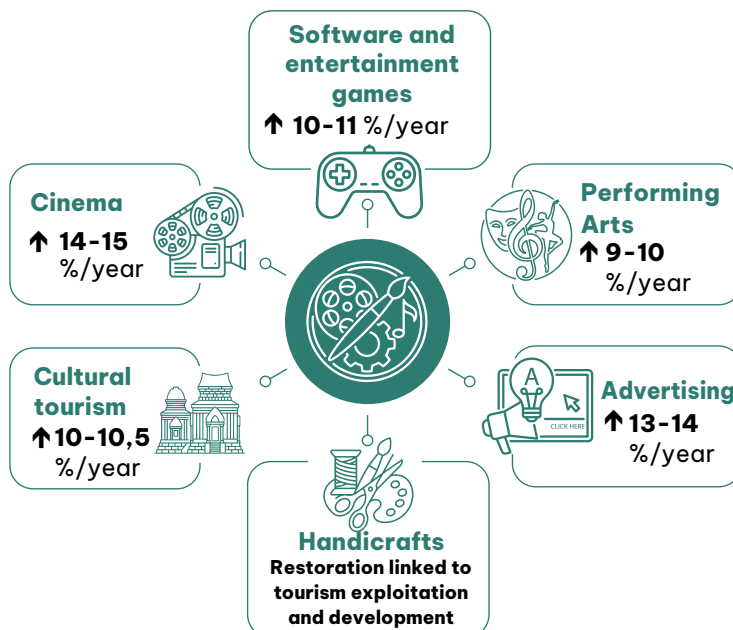 Software and
entertainment
games
↑ 10-11 %/year
Cinema
↑ 14-15
%/year
Performing
Arts
↑ 9-10
%/year
Cultural
tourism
↑ 10-10,5
%/year
A
CLICK HERE
Advertising
↑ 13-14
%/year
Handicrafts
Restoration linked to
tourism exploitation
and development